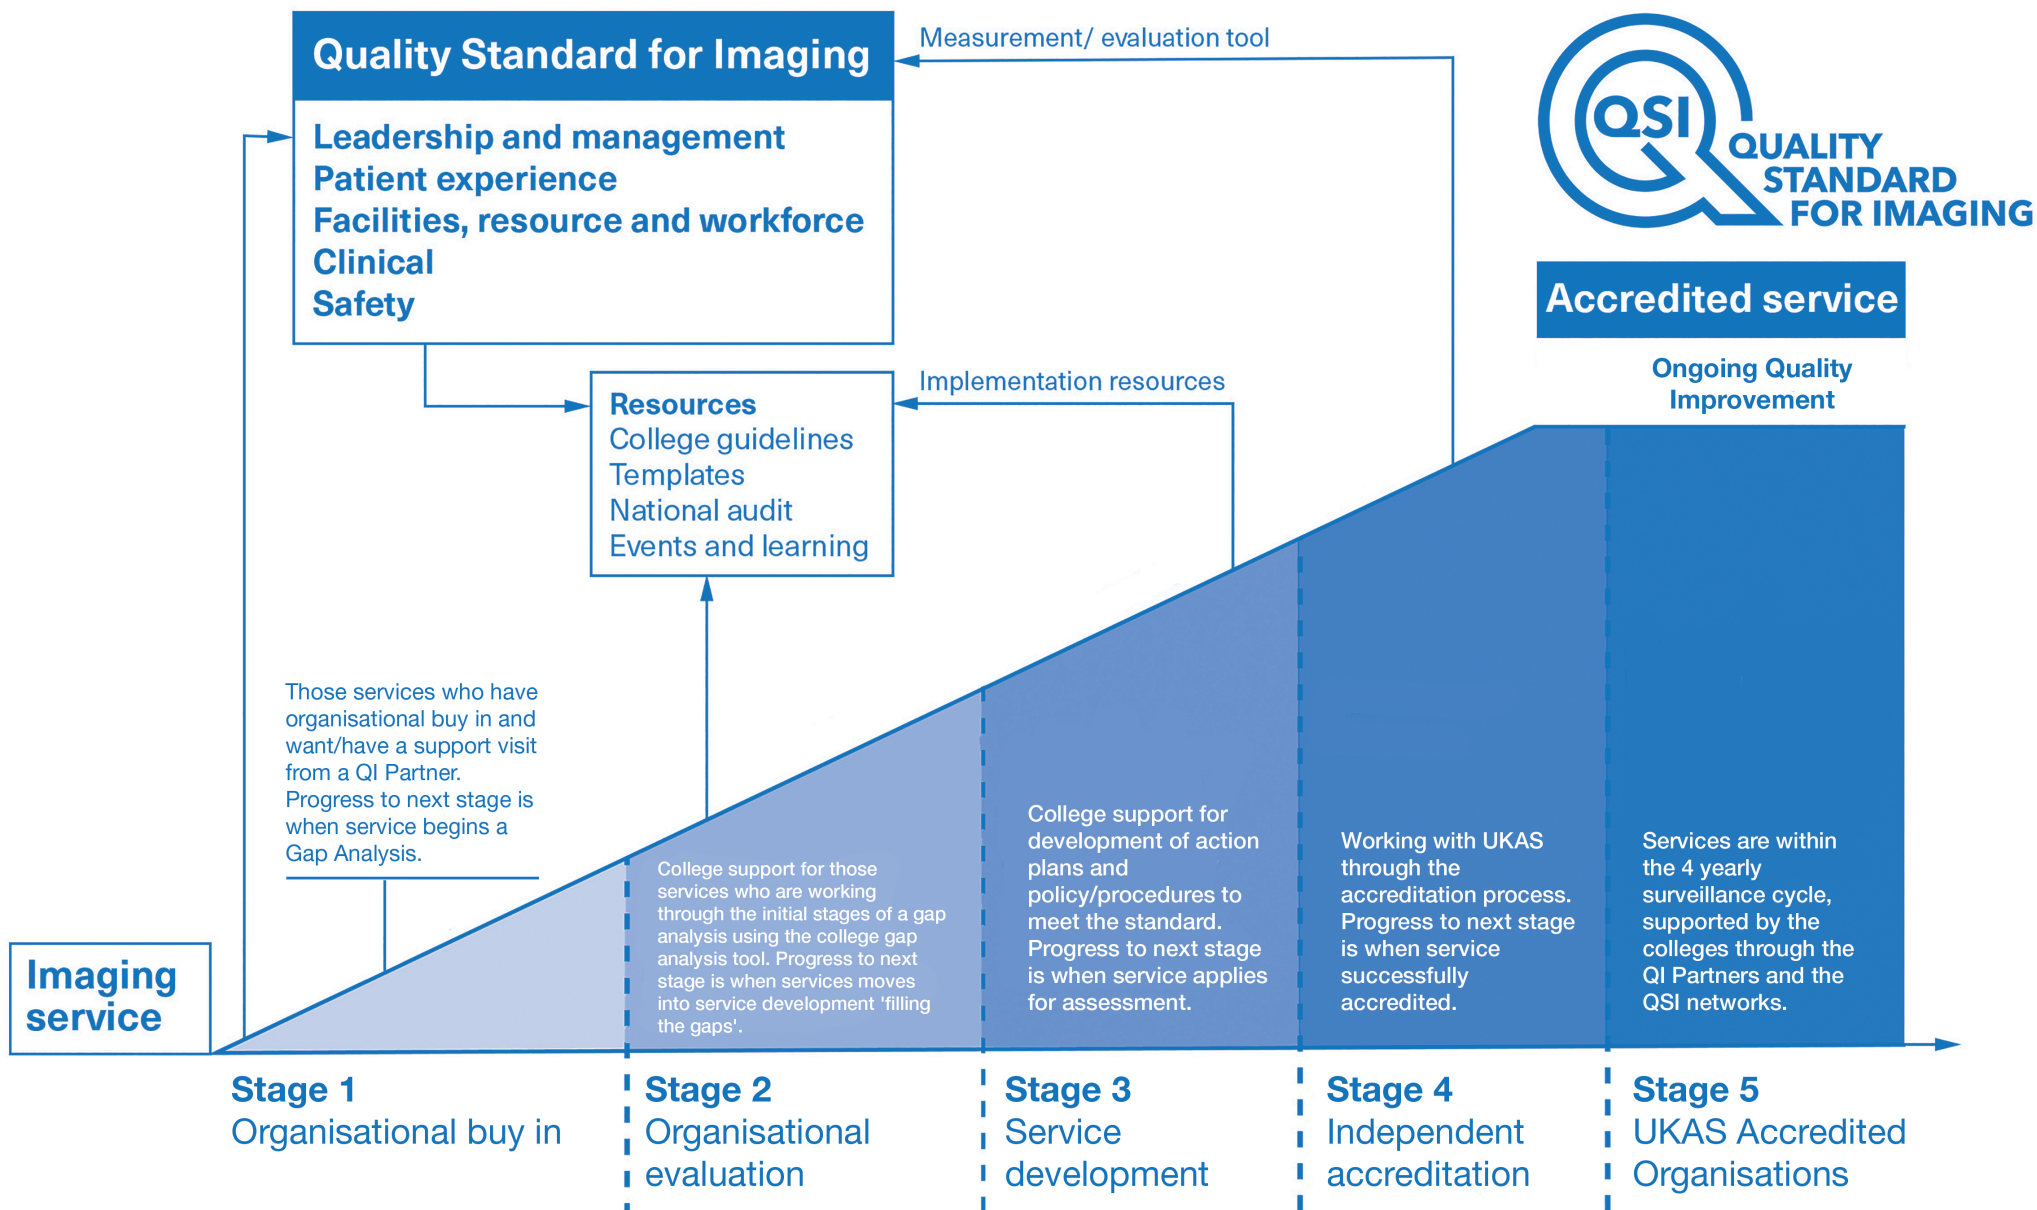 Quality Standard for Imaging
Leadership and management
Patient experience
Facilities, resource and workforce
Clinical
Safety
Measurement/ evaluation tool
QSI
QUALITY
STANDARD
FOR IMAGING
Accredited service
Ongoing Quality
Improvement
Resources
College guidelines
Templates
National audit
Events and learning
Implementation resources
Those services who have
organisational buy in and
want/have a support visit
from a QI Partner.
Progress to next stage is
when service begins a
Gap Analysis.
College support for those
services who are working
through the initial stages of a gap
analysis using the college gap
analysis tool. Progress to next
stage is when services moves
into service development 'filling
the gaps'.
College support for
development of action
plans and
policy/procedures to
meet the standard.
Progress to next stage
is when service applies
for assessment.
Working with UKAS
through the
accreditation process.
Progress to next stage
is when service
successfully
accredited.
Services are within
the 4 yearly
surveillance cycle,
supported by the
colleges through the
QI Partners and the
QSI networks.
Imaging
service
Stage 1
Organisational buy in
Stage 2
Organisational
evaluation
Stage 3
Service
development
Stage 4
Independent
accreditation
Stage 5
UKAS Accredited
Organisations